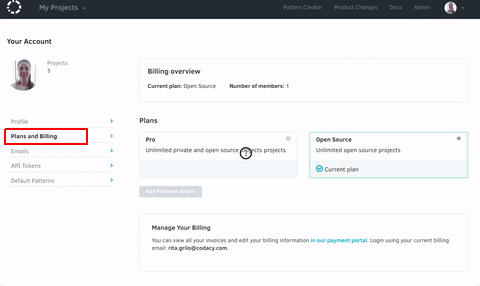 My Projects
Pattern Creator
Product Changes
Docs
Admin
Your Account
Projects
3
Billing overview
Current plan: Open Source Number of members: 1
Profile
Plans and Billing
Emails
API Tokens
Default Patterns
Plans
Pro
Unlimited private and open source projects projects
Open Source
Unlimited open source projects
Current plan
Add Payment details
Manage Your Billing
You can view all your invoices and edit your billing information in our payment portal. Login using your current billing
email: rita.grilo@codacy.com.